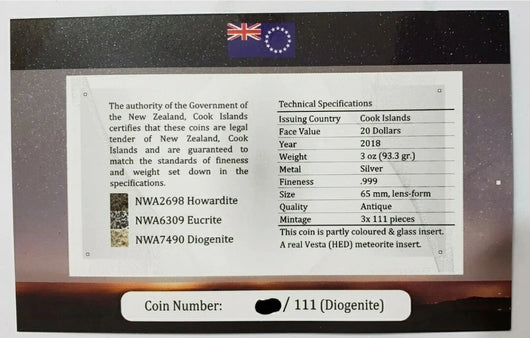 The authority of the Government of
the New Zealand, Cook Islands
certifies that these coins are legal
tender of New Zealand, Cook
Islands and are guaranteed to
match the standards of fineness
and weight set down in the
specifications.
NWA2698 Howardite
NWA6309 Eucrite
NWA7490 Diogenite
Technical Specifications
Issuing Country Cook Islands
Face Value 20 Dollars
Year 2018
Weight 3 oz (93.3 gr.)
Metal Silver
Fineness .999
Size 65 mm, lens-form
Quality Antique
Mintage 3x 111 pieces
This coin is partly coloured & glass insert.
A real Vesta (HED) meteorite insert.
Coin Number: / 111 (Diogenite)